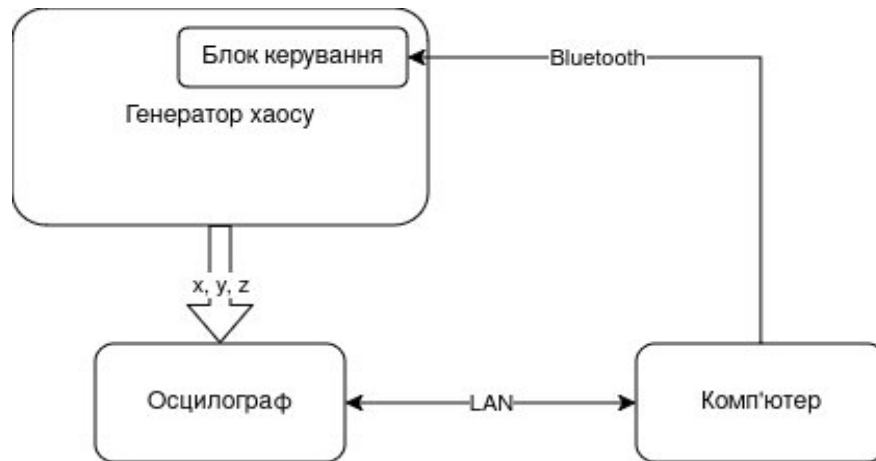 Блок керування
Bluetooth
Генератор хаосу
x, y, z
Осцилограф
LAN
Комп'ютер